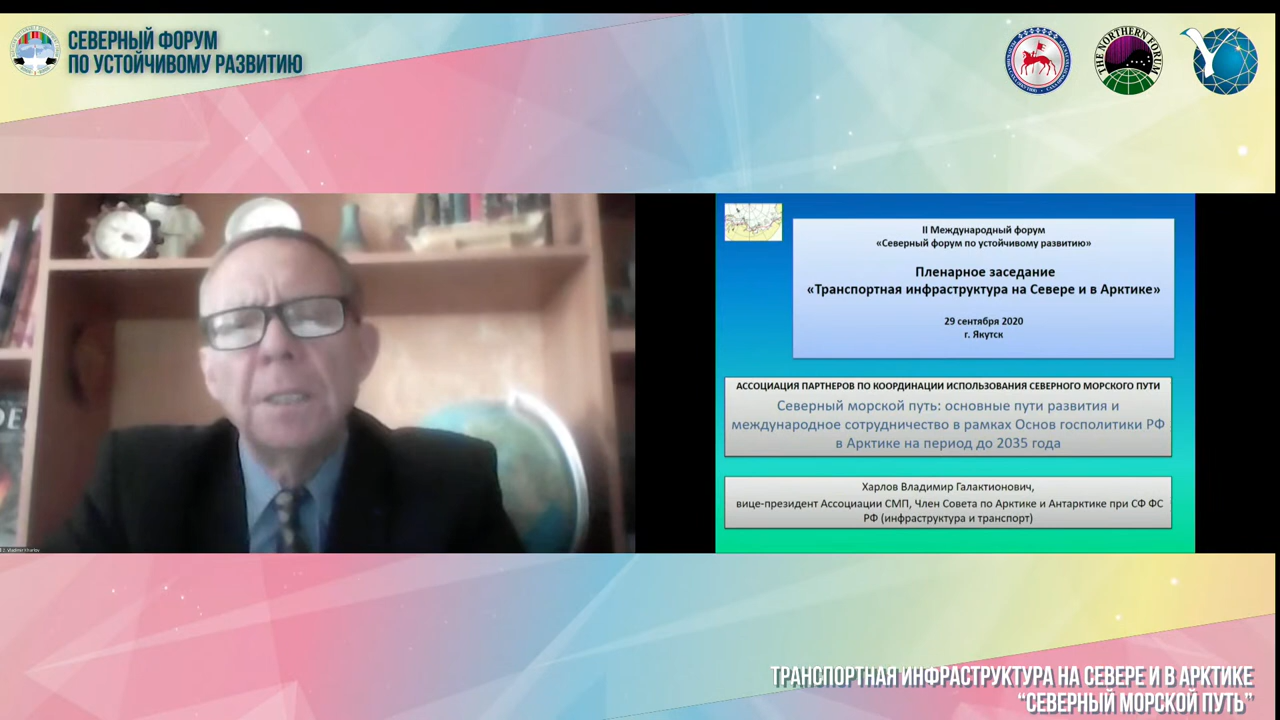 СЕВЕРНЫЙ ФОРУМ
ПО УСТОЙЧИВОМУ РАЗВИТИЮ
THE NORTHERN FORUM
II Международный форум
«Северный форум по устойчивому развитию»
Пленарное заседание
«Транспортная инфраструктура на Севере и в Арктике»
29 сентября 2020
г. Якутск
АССОЦИАЦИЯ ПАРТНЕРОВ ПО КООРДИНАЦИИ ИСПОЛЬЗОВАНИЯ СЕВЕРНОГО МОРСКОГО ПУТИ
Северный морской путь: основные пути развития и
международное сотрудничество в рамках Основ госполитики РФ
в Арктике на период до 2035 года
Харлов Владимир Галактионович,
вице-президент Ассоциации СМП, Член Совета по Арктике и Антарктике при СФ ФС
РФ (инфраструктура и транспорт)
ТРАНСПОРТНАЯ ИНФРАСТРУКТУРА НА СЕВЕРЕ И В АРКТИКЕ
“СЕВЕРНЫЙ МОРСКОЙ ПУТЬ”